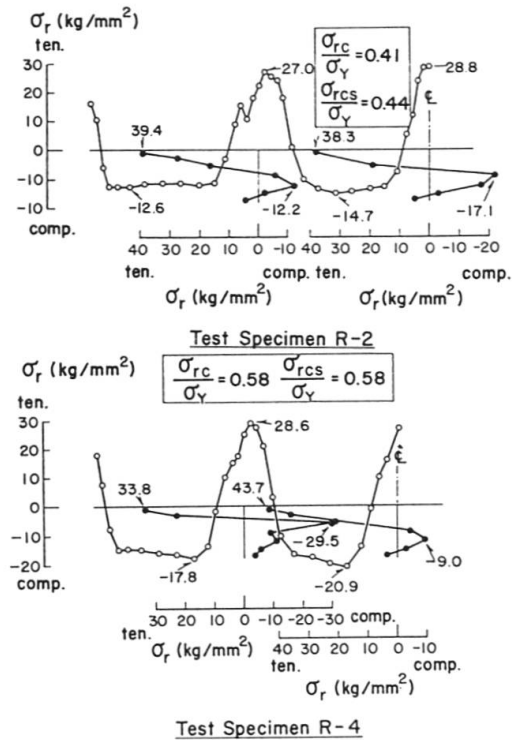 σr (kg/mm²)
ten.
30
20
10
0
-10
-20
comp.
σrc/σY = 0.41
σrcs/σY = 0.44
27.0
28.8
℄
39.4
38.3
-12.6
-12.2
-14.7
-17.1
40 30 20 10 0 -10
ten. comp.
σr (kg/mm²)
40 30 20 10 0 -10 -20
ten. comp.
σr (kg/mm²)
Test Specimen R-2
σr (kg/mm²)
ten.
30
20
10
0
-10
-20
comp.
σrc/σY = 0.58 σrcs/σY = 0.58
28.6
℄
33.8
43.7
-29.5
-17.8
-20.9
-9.0
30 20 10 0 -10 -20 -30 comp.
ten.
σr (kg/mm²)
40 30 20 10 0 -10
ten. comp.
σr (kg/mm²)
Test Specimen R-4